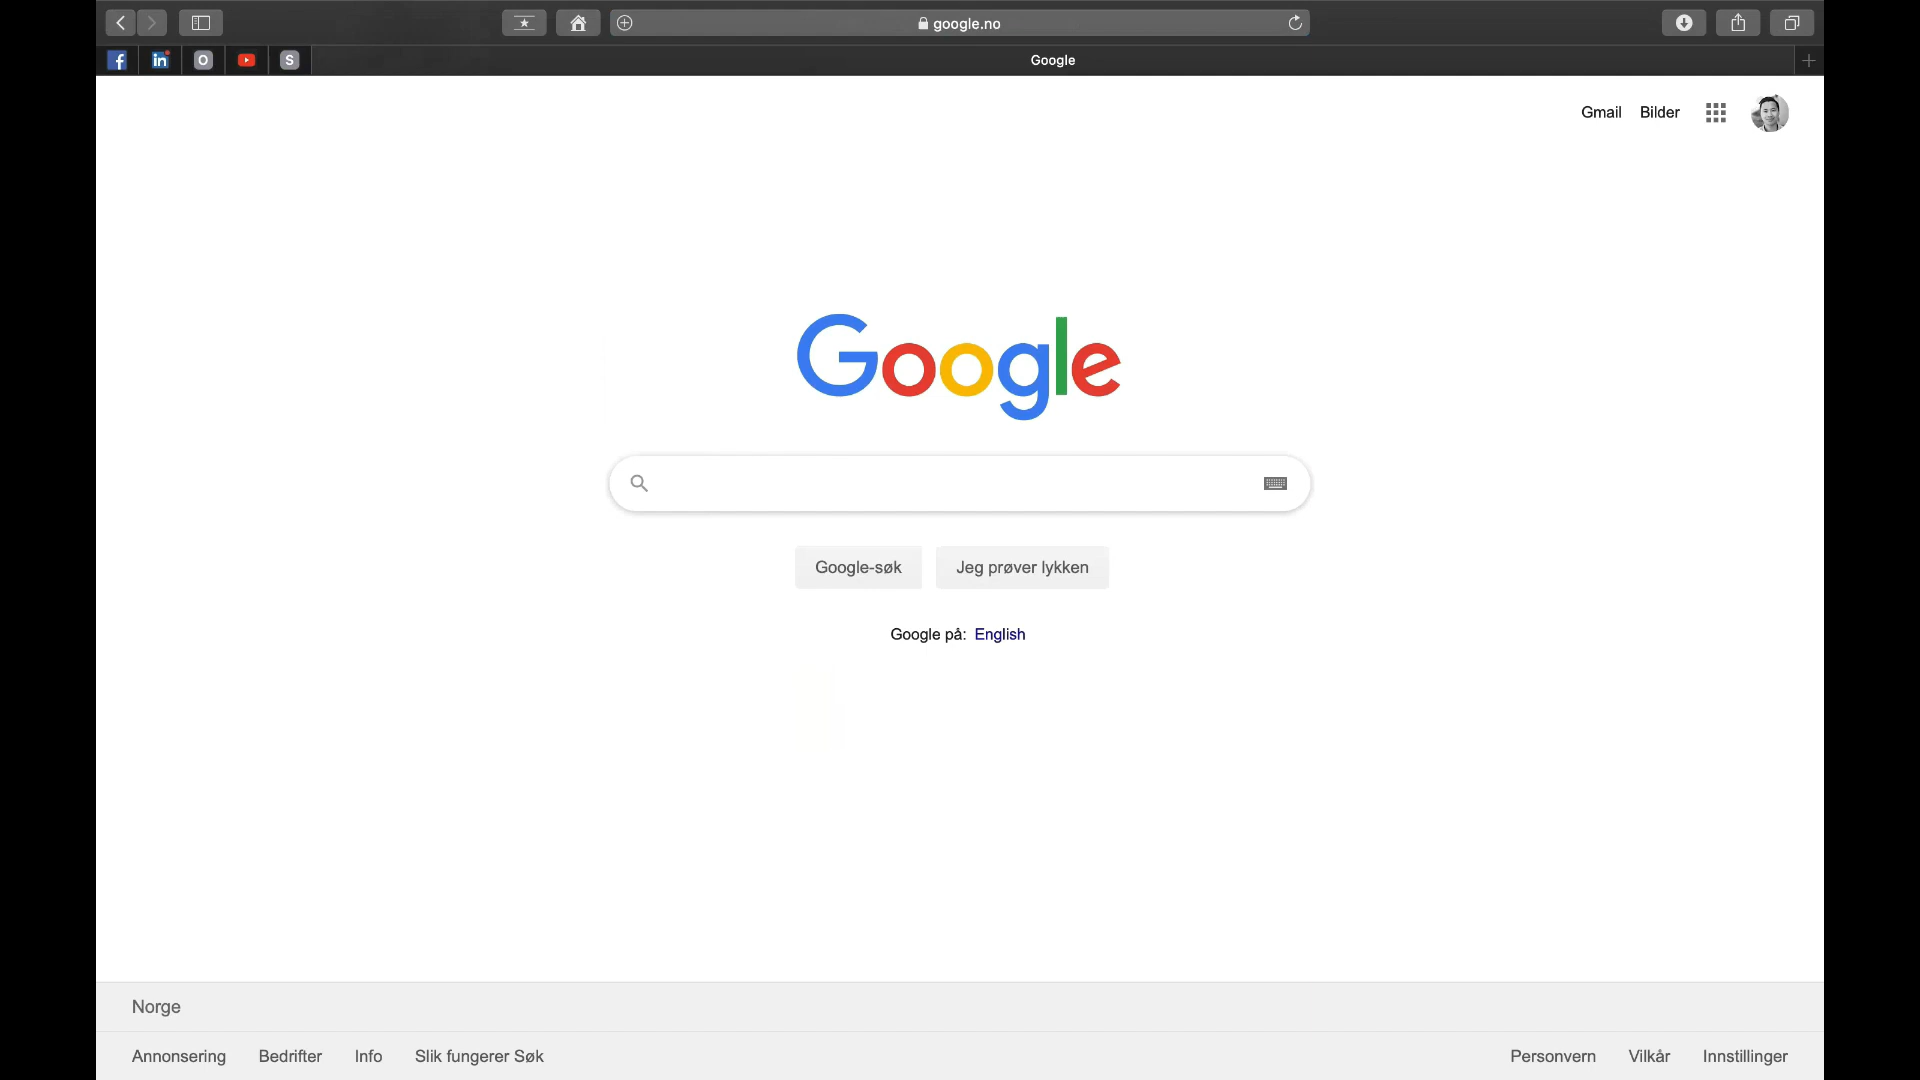 google.no
O
S
Google
Gmail Bilder
Google
Google-søk Jeg prøver lykken
Google på: English
Norge
Annonsering Bedrifter Info Slik fungerer Søk Personvern Vilkår Innstillinger